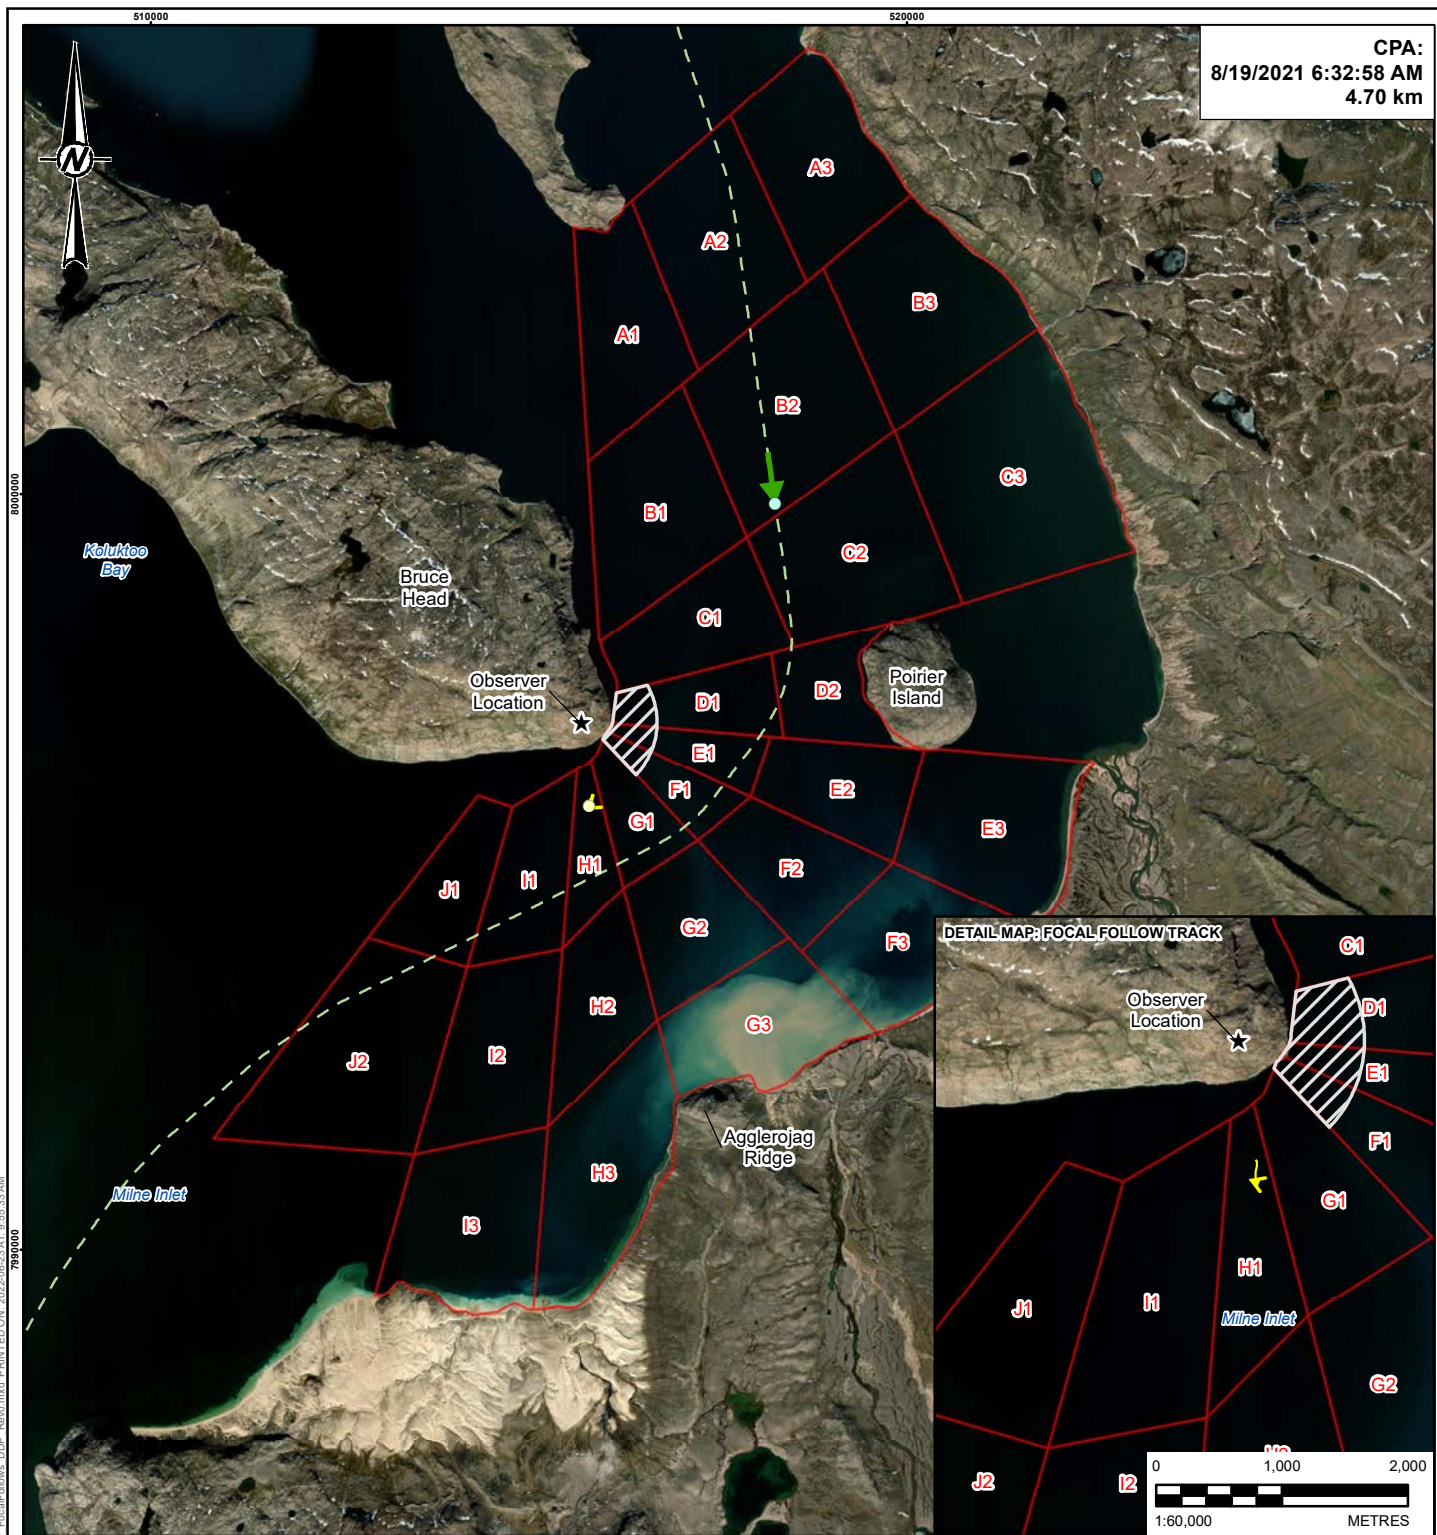 510000
520000
CPA:
8/19/2021 6:32:58 AM
4.70 km
N
A3
A2
B3
A1
B2
8000000
C3
B1
Koluktoo
Bay
C2
Bruce
Head
C1
Observer
Location
Poirier
Island
D2
D1
E1
E2
F1
G1
E3
H1
F2
I1
J1
G2
F3
H2
G3
I2
J2
Agglerojag
Ridge
H3
Milne Inlet
I3
7990000
DETAIL MAP: FOCAL FOLLOW TRACK
C1
Observer
Location
D1
E1
F1
G1
H1
J1
I1
Milne Inlet
G2
H2
J2
I2
0 1,000 2,000
1:60,000 METRES